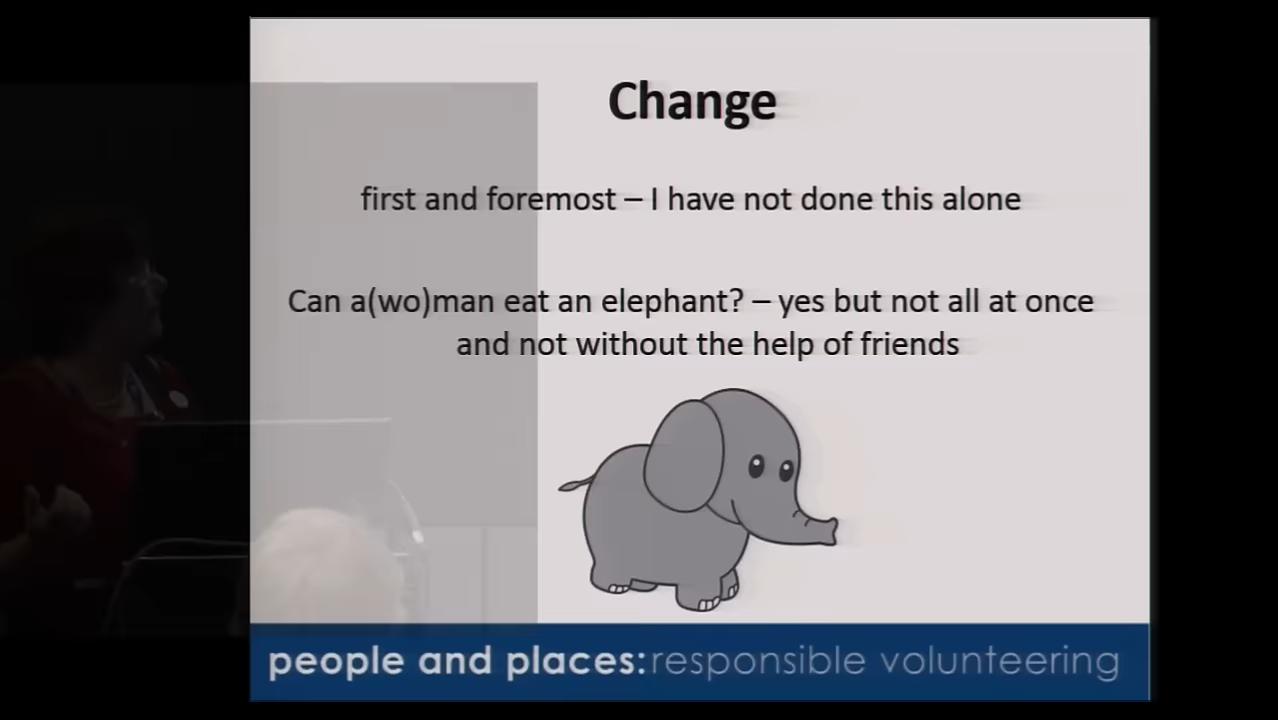 Change
first and foremost – I have not done this alone
Can a(wo)man eat an elephant? – yes but not all at once
and not without the help of friends
people and places:responsible volunteering